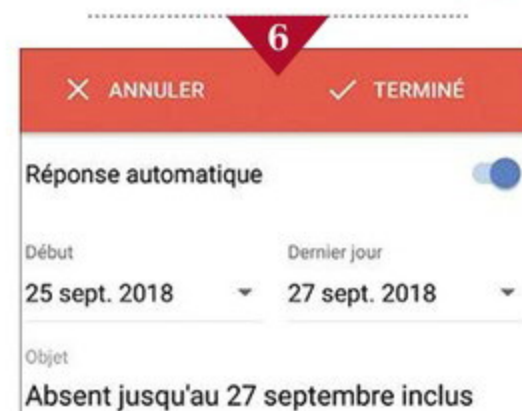 6
ANNULER TERMINÉ
Réponse automatique
Début Dernier jour
25 sept. 2018 27 sept. 2018
Objet
Absent jusqu'au 27 septembre inclus